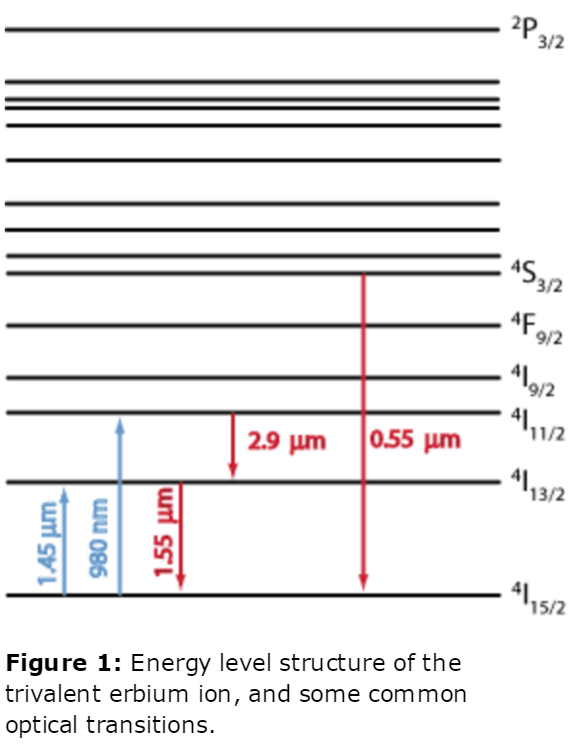 ²P₃/₂
⁴S₃/₂
⁴F₉/₂
⁴I₉/₂
⁴I₁₁/₂
2.9 μm
0.55 μm
⁴I₁₃/₂
1.45 μm
980 nm
1.55 μm
⁴I₁₅/₂
Figure 1: Energy level structure of the
trivalent erbium ion, and some common
optical transitions.